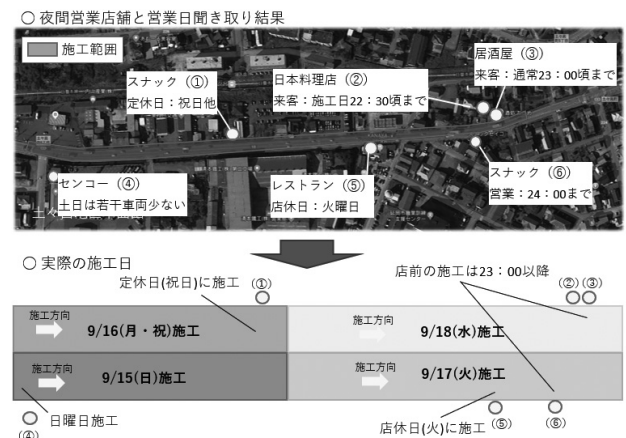 ○ 夜間営業店舗と営業日聞き取り結果
施工範囲
スナック（①）
定休日：祝日他
日本料理店（②）
来客：施工日22：30頃まで
居酒屋（③）
来客：通常23：00頃まで
センコー（④）
土日は若干車両少ない
レストラン（⑤）
店休日：火曜日
スナック（⑥）
営業：24：00まで
○ 実際の施工日
定休日(祝日)に施工
(①)
店前の施工は23：00以降
(②)(③)
施工方向
9/16(月・祝)施工
施工方向
9/18(水)施工
施工方向
9/15(日)施工
施工方向
9/17(火)施工
(④)
日曜日施工
店休日(火)に施工
(⑤)
(⑥)